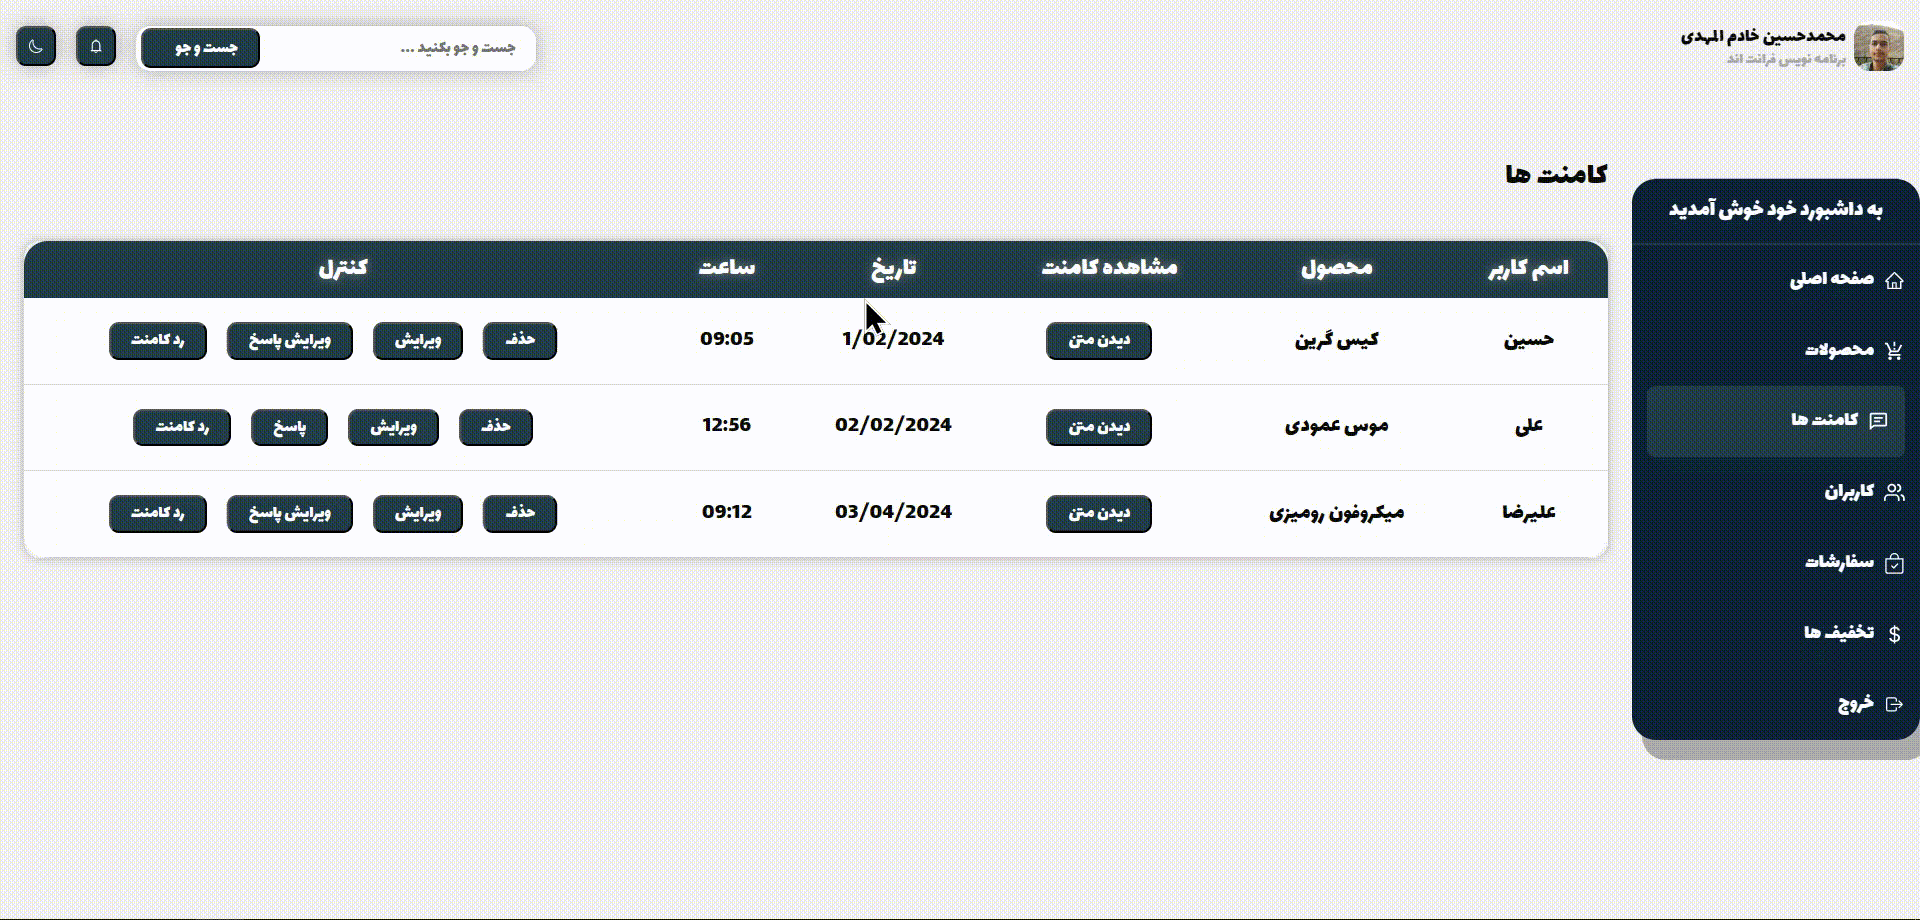 محمدحسین خادم المهدی
برنامه نویس فرانت اند
جست و جو بکنید ...
جست و جو
به داشبورد خود خوش آمدید
صفحه اصلی
محصولات
کامنت ها
کاربران
سفارشات
تخفیف ها
خروج
کامنت ها
اسم کاربر محصول مشاهده کامنت تاریخ ساعت کنترل
حسین کیس گرین دیدن متن 1/02/2024 09:05 حذف ویرایش ویرایش پاسخ رد کامنت
علی موس عمودی دیدن متن 02/02/2024 12:56 حذف ویرایش پاسخ رد کامنت
علیرضا میکروفون رومیزی دیدن متن 03/04/2024 09:12 حذف ویرایش ویرایش پاسخ رد کامنت